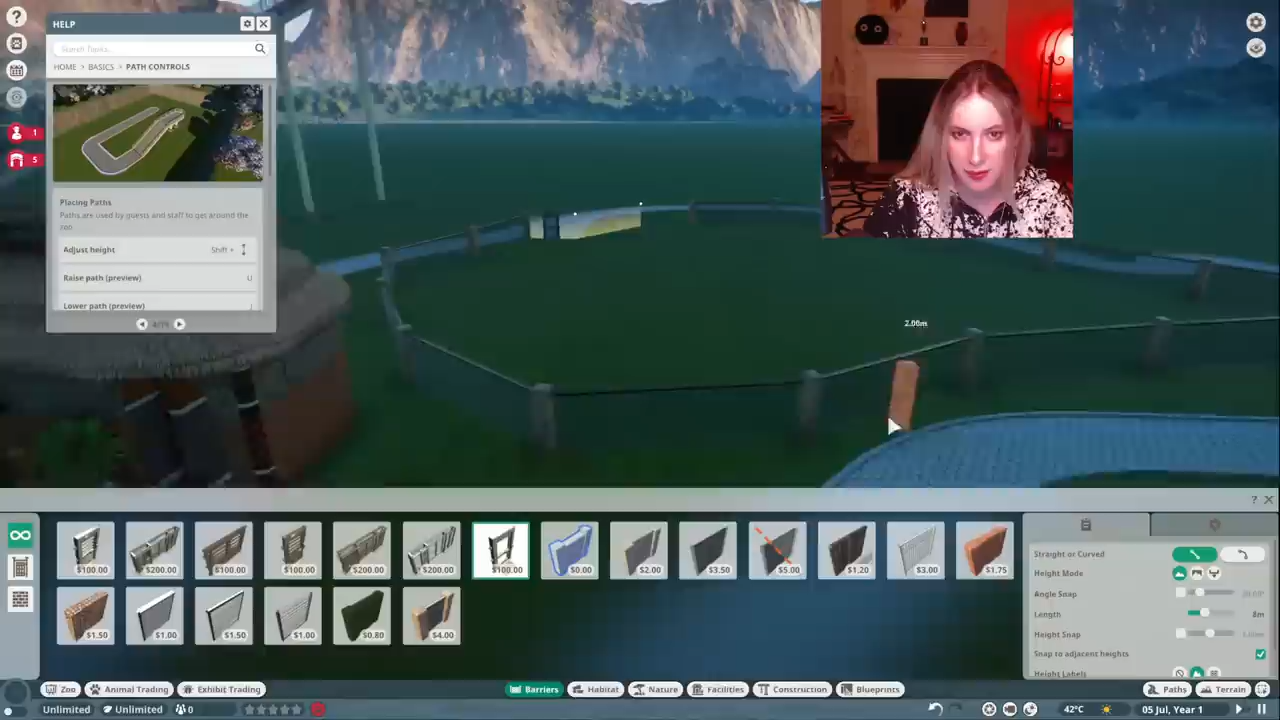 HELP
Search Topics...
HOME > BASICS > PATH CONTROLS
Placing Paths
Paths are used by guests and staff to get around the
zoo.
Adjust height Shift +
Raise path (preview) U
Lower path (preview) J
1
5
2.00m
$100.00 $200.00 $100.00 $100.00 $200.00 $200.00 $100.00 $0.00 $2.00 $3.50 $5.00 $1.20 $3.00 $1.75
$1.50 $1.00 $1.50 $1.00 $0.80 $4.00
?
Straight or Curved
Height Mode
Angle Snap
Length 8m
Height Snap
Snap to adjacent heights
Height Labels
Zoo Animal Trading Exhibit Trading Barriers Habitat Nature Facilities Construction Blueprints Paths Terrain
Unlimited Unlimited 0 42°C 05 Jul, Year 1